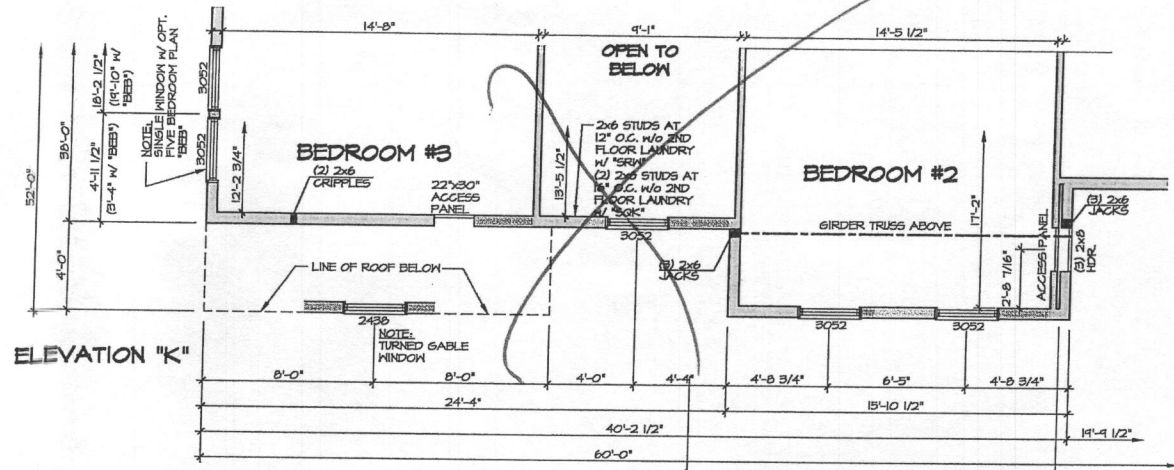 14'-8"
9'-1"
14'-5 1/2"
OPEN TO
BELOW
52'-0"
38'-0"
18'-2 1/2"
(19'-10" W/
"BEB")
4'-11 1/2"
(3'-4" W/ "BEB")
NOTE:
SINGLE WINDOW W/ OPT.
FIVE BEDROOM PLAN
"BEB"
3052
3052
12'-2 3/4"
BEDROOM #3
(2) 2x6
CRIPPLES
22"x30"
ACCESS
PANEL
13'-5 1/2"
2x6 STUDS AT
12" O.C. W/o 2ND
FLOOR LAUNDRY
W/ "SRW"
(2) 2x6 STUDS AT
16" O.C. W/o 2ND
FLOOR LAUNDRY
W/ "SQK"
3052
BEDROOM #2
17'-2"
GIRDER TRUSS ABOVE
(3) 2x6
JACKS
(3) 2x6
JACKS
2'-8 7/16"
ACCESS PANEL
(3) 2x8
HDR.
4'-0"
LINE OF ROOF BELOW
2438
NOTE:
TURNED GABLE
WINDOW
3052
3052
ELEVATION "K"
8'-0"
8'-0"
4'-0"
4'-4"
4'-8 3/4"
6'-5"
4'-8 3/4"
24'-4"
15'-10 1/2"
40'-2 1/2"
19'-9 1/2"
60'-0"